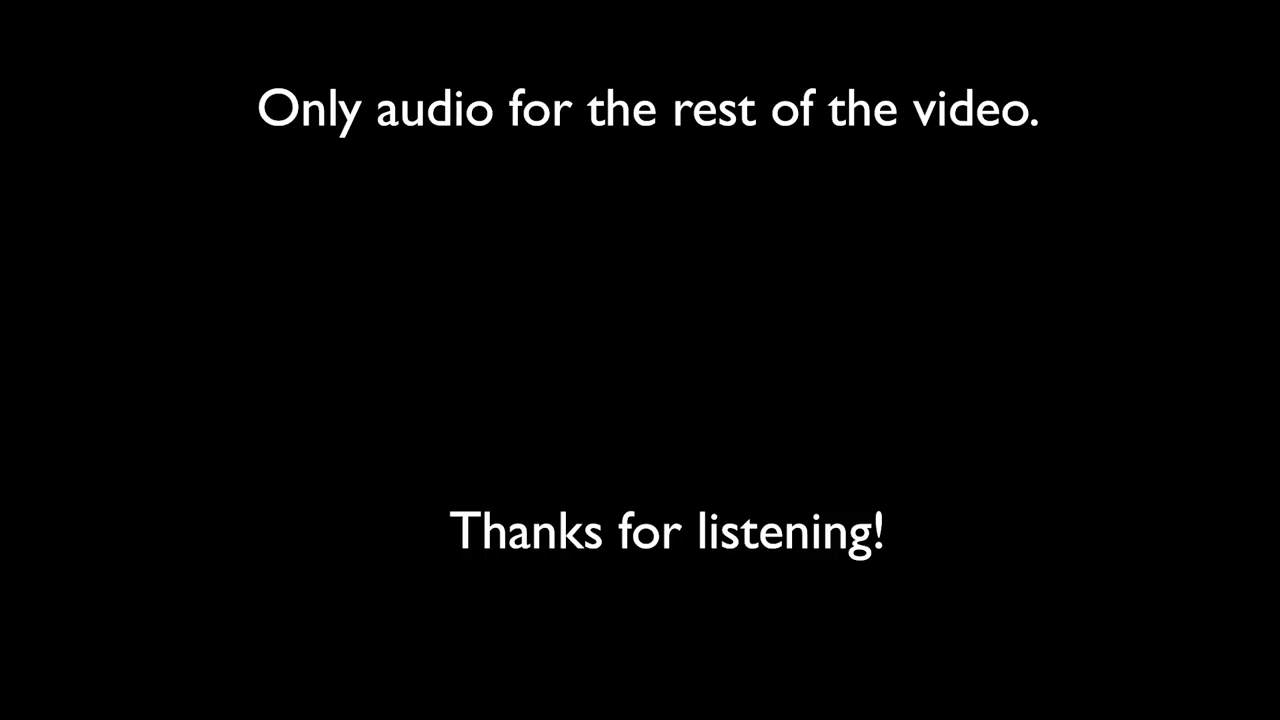 Only audio for the rest of the video.
Thanks for listening!